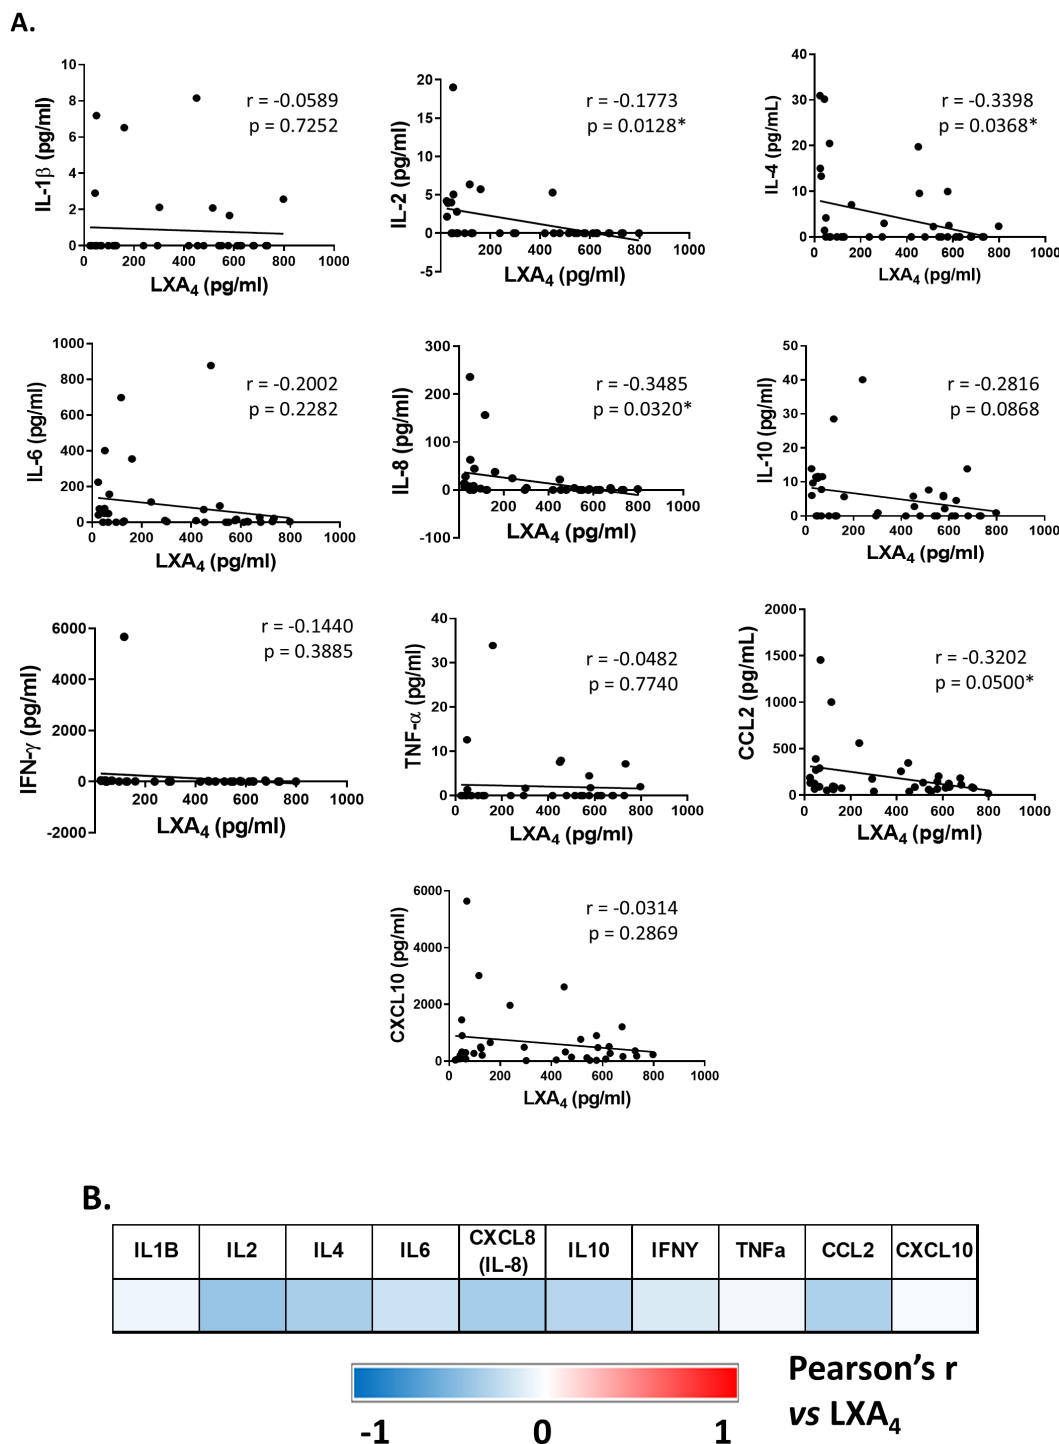 A.
10
8
6
4
2
0
0 200 400 600 800 1000
IL-1β (pg/ml)
LXA4 (pg/ml)
r = -0.0589
p = 0.7252
20
15
10
5
0
-5
200 400 600 800 1000
IL-2 (pg/ml)
LXA4 (pg/ml)
r = -0.1773
p = 0.0128*
40
30
20
10
0
0 200 400 600 800 1000
IL-4 (pg/mL)
LXA4 (pg/ml)
r = -0.3398
p = 0.0368*
1000
800
600
400
200
0
0 200 400 600 800 1000
IL-6 (pg/ml)
LXA4 (pg/ml)
r = -0.2002
p = 0.2282
300
200
100
0
-100
200 400 600 800 1000
IL-8 (pg/ml)
LXA4 (pg/ml)
r = -0.3485
p = 0.0320*
50
40
30
20
10
0
0 200 400 600 800 1000
IL-10 (pg/ml)
LXA4 (pg/ml)
r = -0.2816
p = 0.0868
6000
4000
2000
0
-2000
200 400 600 800 1000
IFN-γ (pg/ml)
LXA4 (pg/ml)
r = -0.1440
p = 0.3885
40
30
20
10
0
0 200 400 600 800 1000
TNF-α (pg/ml)
LXA4 (pg/ml)
r = -0.0482
p = 0.7740
2000
1500
1000
500
0
0 200 400 600 800 1000
CCL2 (pg/mL)
LXA4 (pg/ml)
r = -0.3202
p = 0.0500*
6000
4000
2000
0
0 200 400 600 800 1000
CXCL10 (pg/ml)
LXA4 (pg/ml)
r = -0.0314
p = 0.2869
B.
IL1B IL2 IL4 IL6 CXCL8 (IL-8) IL10 IFNY TNFa CCL2 CXCL10
-1 0 1
Pearson's r
vs LXA4